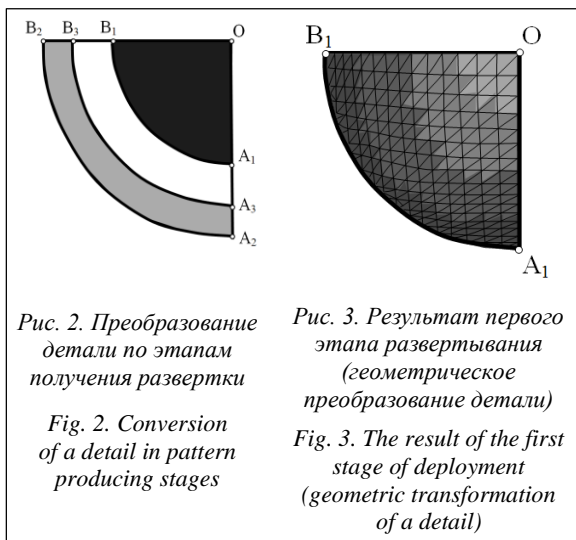 B₂ B₃ B₁ O
A₁
A₃
A₂
Рис. 2. Преобразование
детали по этапам
получения развертки
Fig. 2. Conversion
of a detail in pattern
producing stages
B₁ O
A₁
Рис. 3. Результат первого
этапа развертывания
(геометрическое
преобразование детали)
Fig. 3. The result of the first
stage of deployment
(geometric transformation
of a detail)